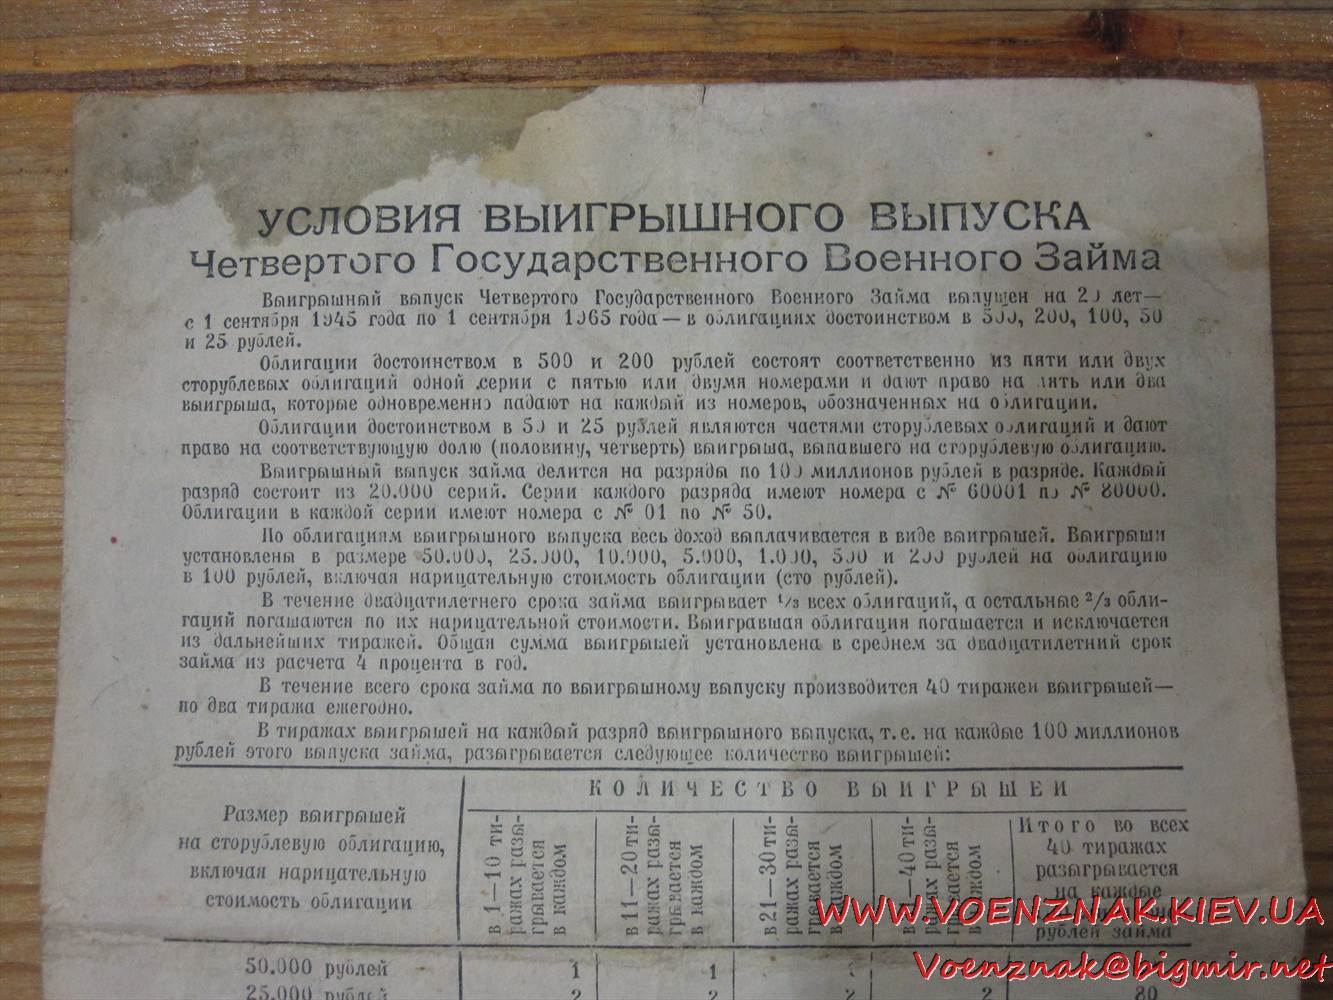 УСЛОВИЯ ВЫИГРЫШНОГО ВЫПУСКА
Четвертого Государственного Военного Займа
Выигрышный выпуск Четвертого Государственного Военного Займа выпущен на 20 лет—
с 1 сентября 1945 года по 1 сентября 1965 года — в облигациях достоинством в 500, 200, 100, 50
и 25 рублей.
Облигации достоинством в 500 и 200 рублей состоят соответственно из пяти или двух
сторублевых облигаций одной серии с пятью или двумя номерами и дают право на пять или два
выигрыша, которые одновременно падают на каждый из номеров, обозначенных на облигации.
Облигации достоинством в 50 и 25 рублей являются частями сторублевых облигаций и дают
право на соответствующую долю (половину, четверть) выигрыша, выпавшего на сторублевую облигацию.
Выигрышный выпуск займа делится на разряды по 100 миллионов рублей в разряде. Каждый
разряд состоит из 20.000 серий. Серии каждого разряда имеют номера с № 60001 по № 80000.
Облигации в каждой серии имеют номера с № 01 по № 50.
По облигациям выигрышного выпуска весь доход выплачивается в виде выигрышей. Выигрыши
установлены в размере 50.000, 25.000, 10.000, 5.000, 1.000, 500 и 200 рублей на облигацию
в 100 рублей, включая нарицательную стоимость облигации (сто рублей).
В течение двадцатилетнего срока займа выигрывает 1/3 всех облигаций, а остальные 2/3 обли-
гаций погашаются по их нарицательной стоимости. Выигравшая облигация погашается и исключается
из дальнейших тиражей. Общая сумма выигрышей установлена в среднем за двадцатилетний срок
займа из расчета 4 процента в год.
В течение всего срока займа по выигрышному выпуску производится 40 тиражей выигрышей—
по два тиража ежегодно.
В тиражах выигрышей на каждый разряд выигрышного выпуска, т. е. на каждые 100 миллионов
рублей этого выпуска займа, разыгрывается следующее количество выигрышей:
Размер выигрышей
на сторублевую облигацию,
включая нарицательную
стоимость облигации
КОЛИЧЕСТВО ВЫИГРЫШЕЙ
в 1—10 ти-
ражах разы-
грывается
в каждом
в 11—20 ти-
ражах разы-
грывается
в каждом
в 21—30 ти-
ражах разы-
грывается
в каждом
—40 ти-
ражах разы-
грывается
в каждом
Итого во всех
40 тиражах
разыгрывается
на каждые
рублей займа
50.000 рублей 1 1
25.000 рублей 2 2 2 2 80
WWW.VOENZNAK.KIEV.UA
Voenznak@bigmir.net